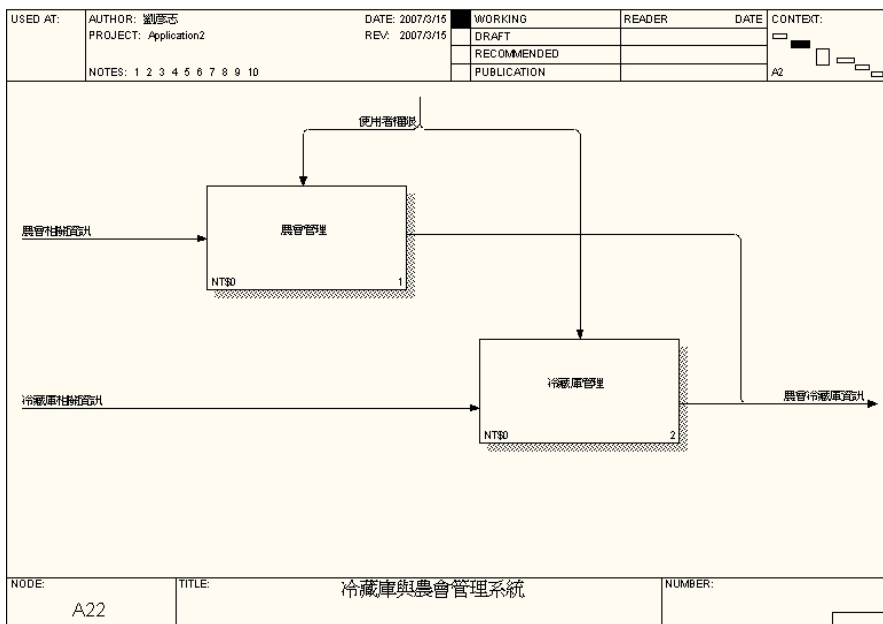 USED AT:
AUTHOR: 劉彥志
DATE: 2007/3/15
WORKING
READER
DATE
CONTEXT:
PROJECT: Application2
REV: 2007/3/15
DRAFT
RECOMMENDED
NOTES: 1 2 3 4 5 6 7 8 9 10
PUBLICATION
A2
使用者權限
農會相關資訊
農會管理
NT$0
1
冷藏庫管理
冷藏庫相關資訊
農會冷藏庫資訊
NT$0
2
NODE:
TITLE:
冷藏庫與農會管理系統
NUMBER:
A22